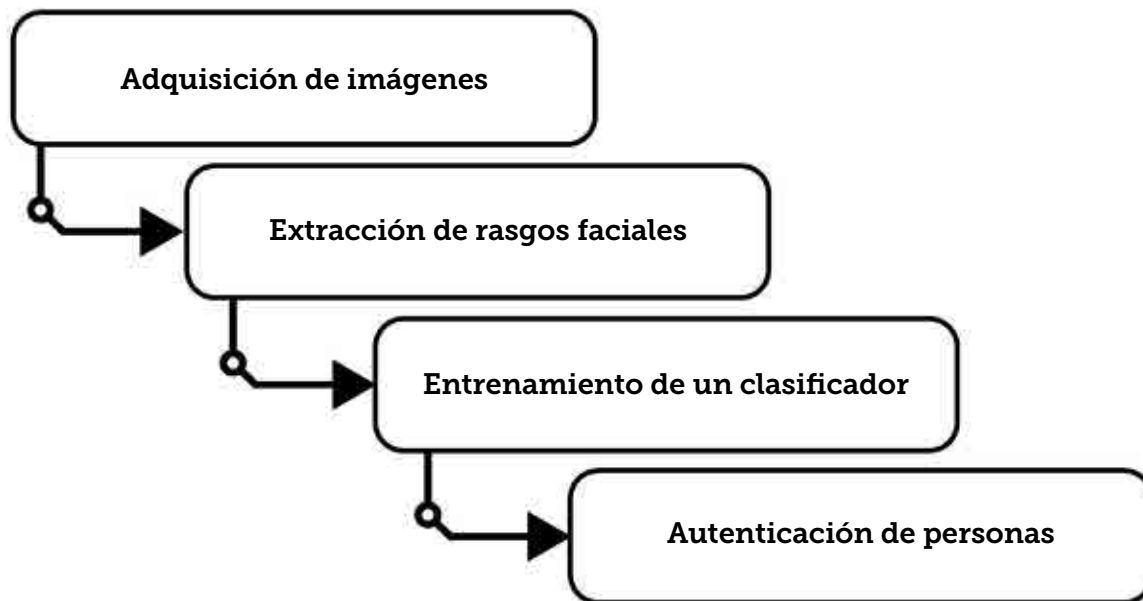 Adquisición de imágenes
Extracción de rasgos faciales
Entrenamiento de un clasificador
Autenticación de personas